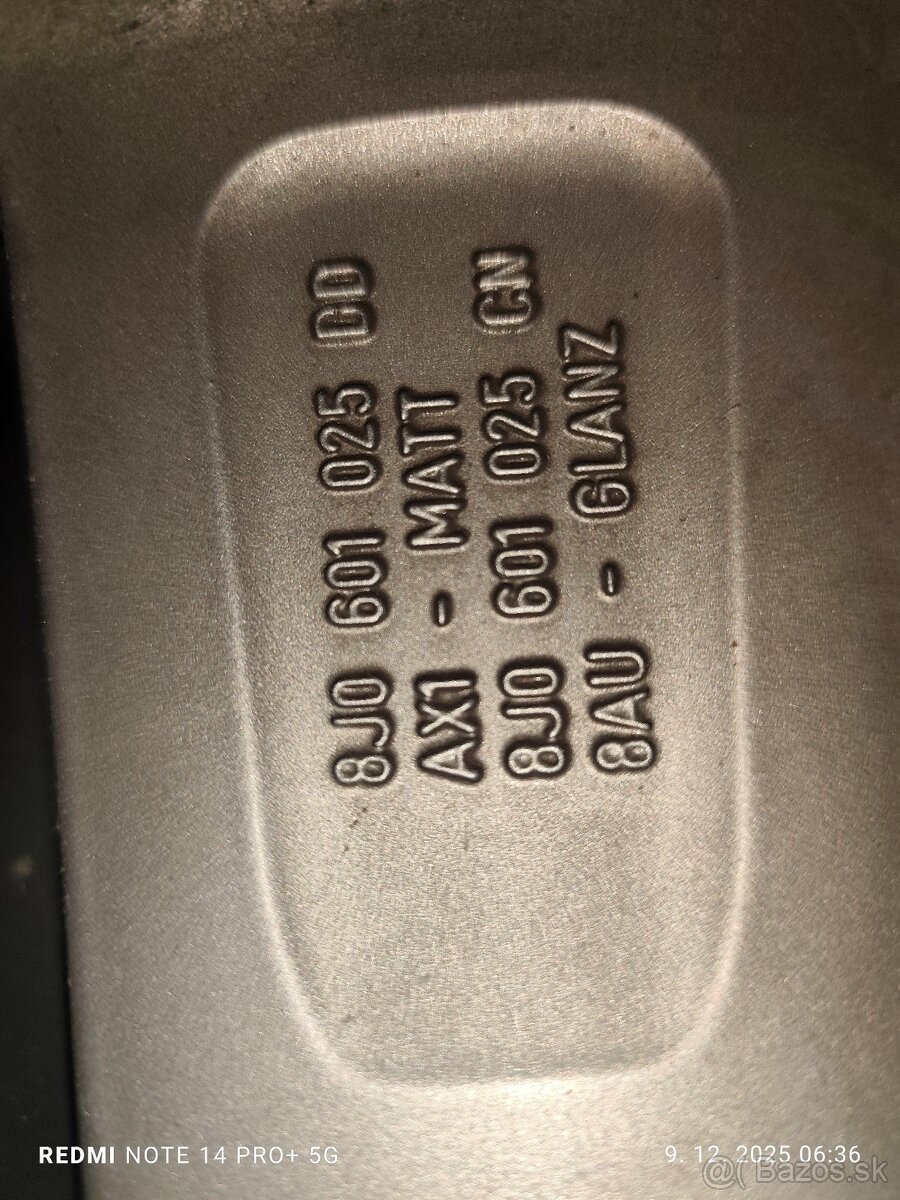 8J0 601 025 CD
AX1 - MATT
8J0 601 025 CN
8AU - GLANZ
REDMI NOTE 14 PRO+ 5G
9. 12. 2025 06:36
@( Bazos.sk